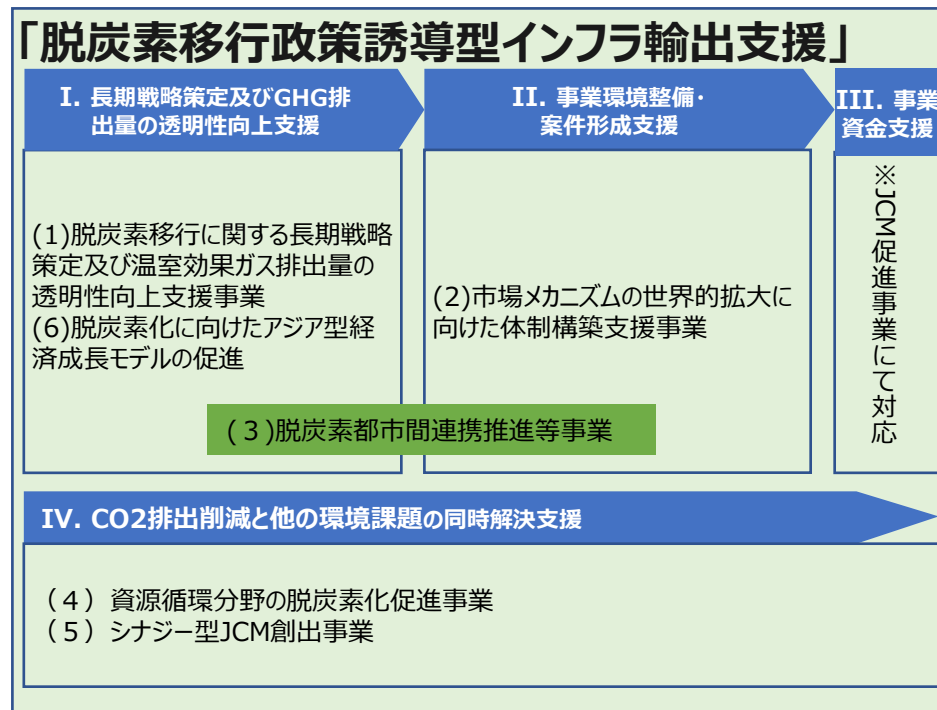 「脱炭素移行政策誘導型インフラ輸出支援」
I. 長期戦略策定及びGHG排
出量の透明性向上支援
II. 事業環境整備・
案件形成支援
III. 事業
資金支援
(1)脱炭素移行に関する長期戦略
策定及び温室効果ガス排出量の
透明性向上支援事業
(6)脱炭素化に向けたアジア型経
済成長モデルの促進
(2)市場メカニズムの世界的拡大に
向けた体制構築支援事業
※JCM促進事業にて対応
(３)脱炭素都市間連携推進等事業
IV. CO2排出削減と他の環境課題の同時解決支援
（４）資源循環分野の脱炭素化促進事業
（５）シナジー型JCM創出事業